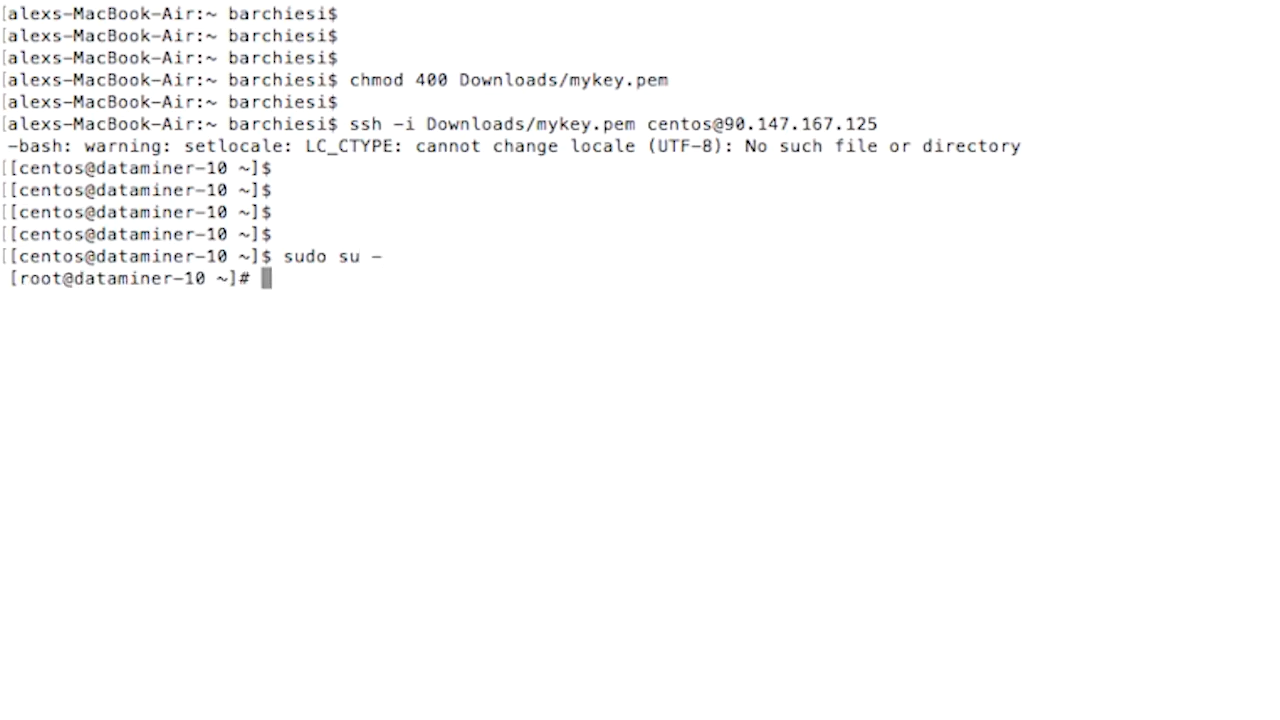 [alexs-MacBook-Air:~ barchiesi$
[alexs-MacBook-Air:~ barchiesi$
[alexs-MacBook-Air:~ barchiesi$
[alexs-MacBook-Air:~ barchiesi$ chmod 400 Downloads/mykey.pem
[alexs-MacBook-Air:~ barchiesi$
[alexs-MacBook-Air:~ barchiesi$ ssh -i Downloads/mykey.pem centos@90.147.167.125
-bash: warning: setlocale: LC_CTYPE: cannot change locale (UTF-8): No such file or directory
[[centos@dataminer-10 ~]$
[[centos@dataminer-10 ~]$
[[centos@dataminer-10 ~]$
[[centos@dataminer-10 ~]$
[[centos@dataminer-10 ~]$ sudo su -
[root@dataminer-10 ~]#